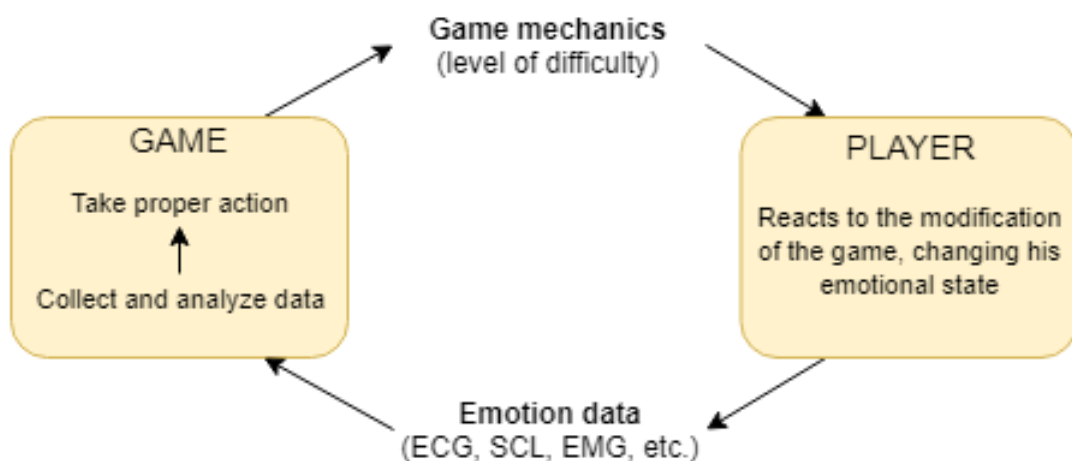 Game mechanics
(level of difficulty)
GAME
Take proper action
Collect and analyze data
PLAYER
Reacts to the modification
of the game, changing his
emotional state
Emotion data
(ECG, SCL, EMG, etc.)